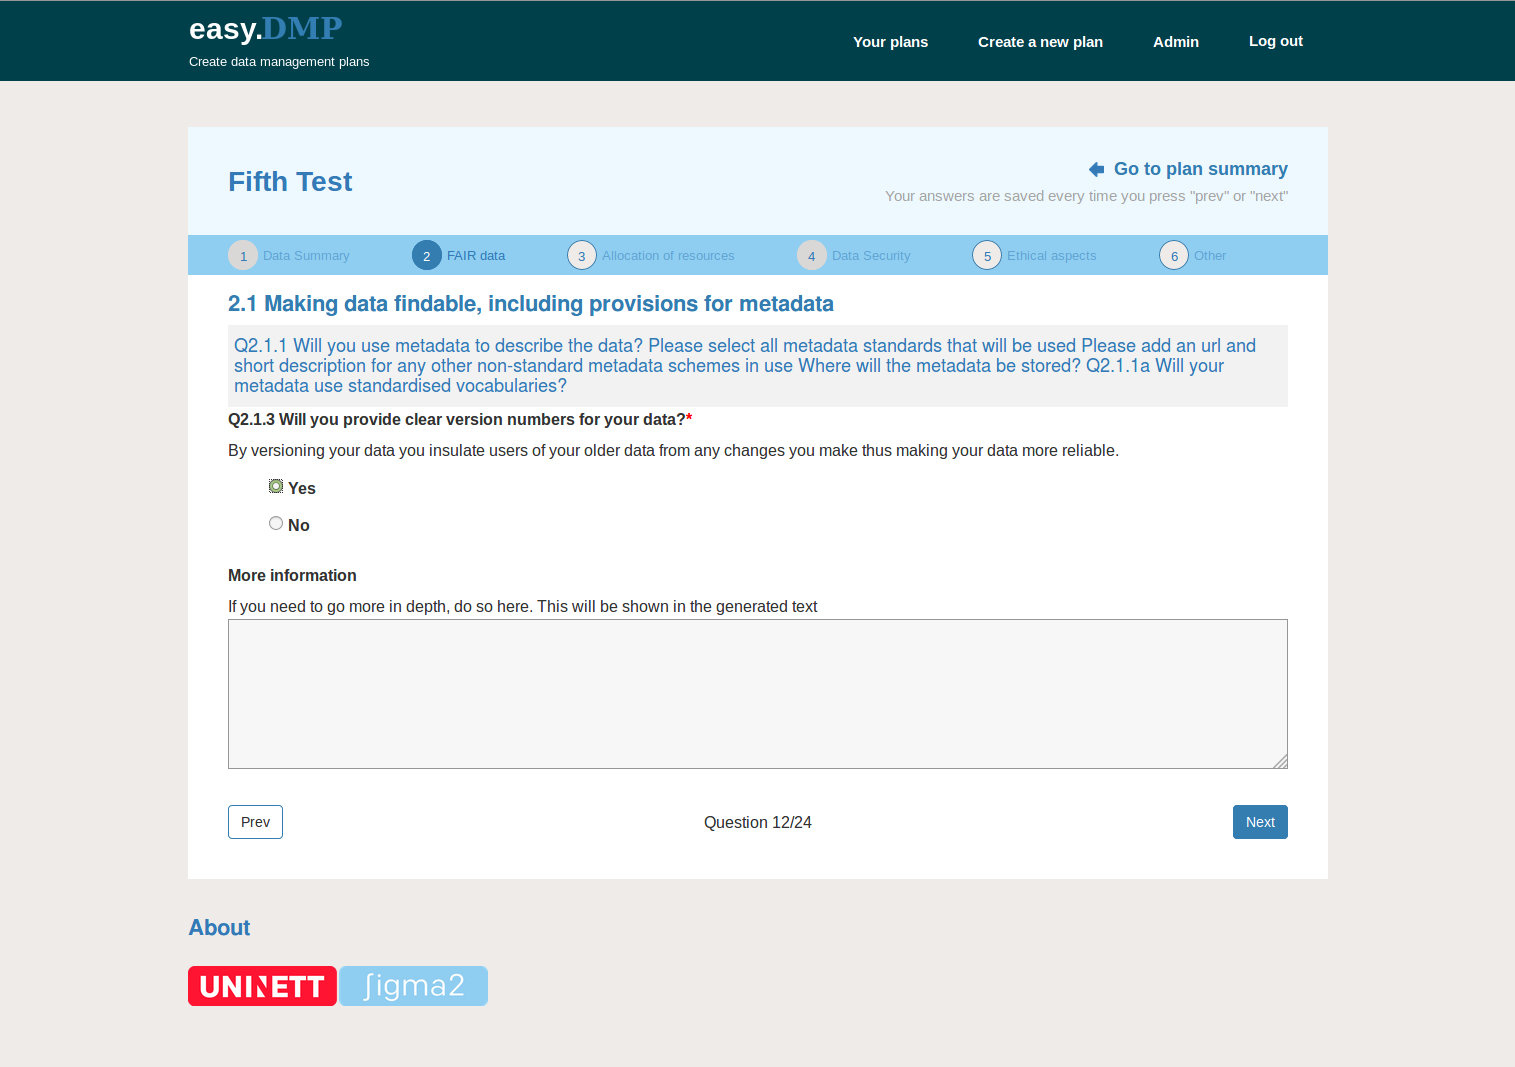 easy.DMP
Create data management plans
Your plans
Create a new plan
Admin
Log out
Fifth Test
Go to plan summary
Your answers are saved every time you press "prev" or "next"
1 Data Summary
2 FAIR data
3 Allocation of resources
4 Data Security
5 Ethical aspects
6 Other
2.1 Making data findable, including provisions for metadata
Q2.1.1 Will you use metadata to describe the data? Please select all metadata standards that will be used Please add an url and
short description for any other non-standard metadata schemes in use Where will the metadata be stored? Q2.1.1a Will your
metadata use standardised vocabularies?
Q2.1.3 Will you provide clear version numbers for your data?*
By versioning your data you insulate users of your older data from any changes you make thus making your data more reliable.
Yes
No
More information
If you need to go more in depth, do so here. This will be shown in the generated text
Prev
Question 12/24
Next
About
UNINETT
∫igma2